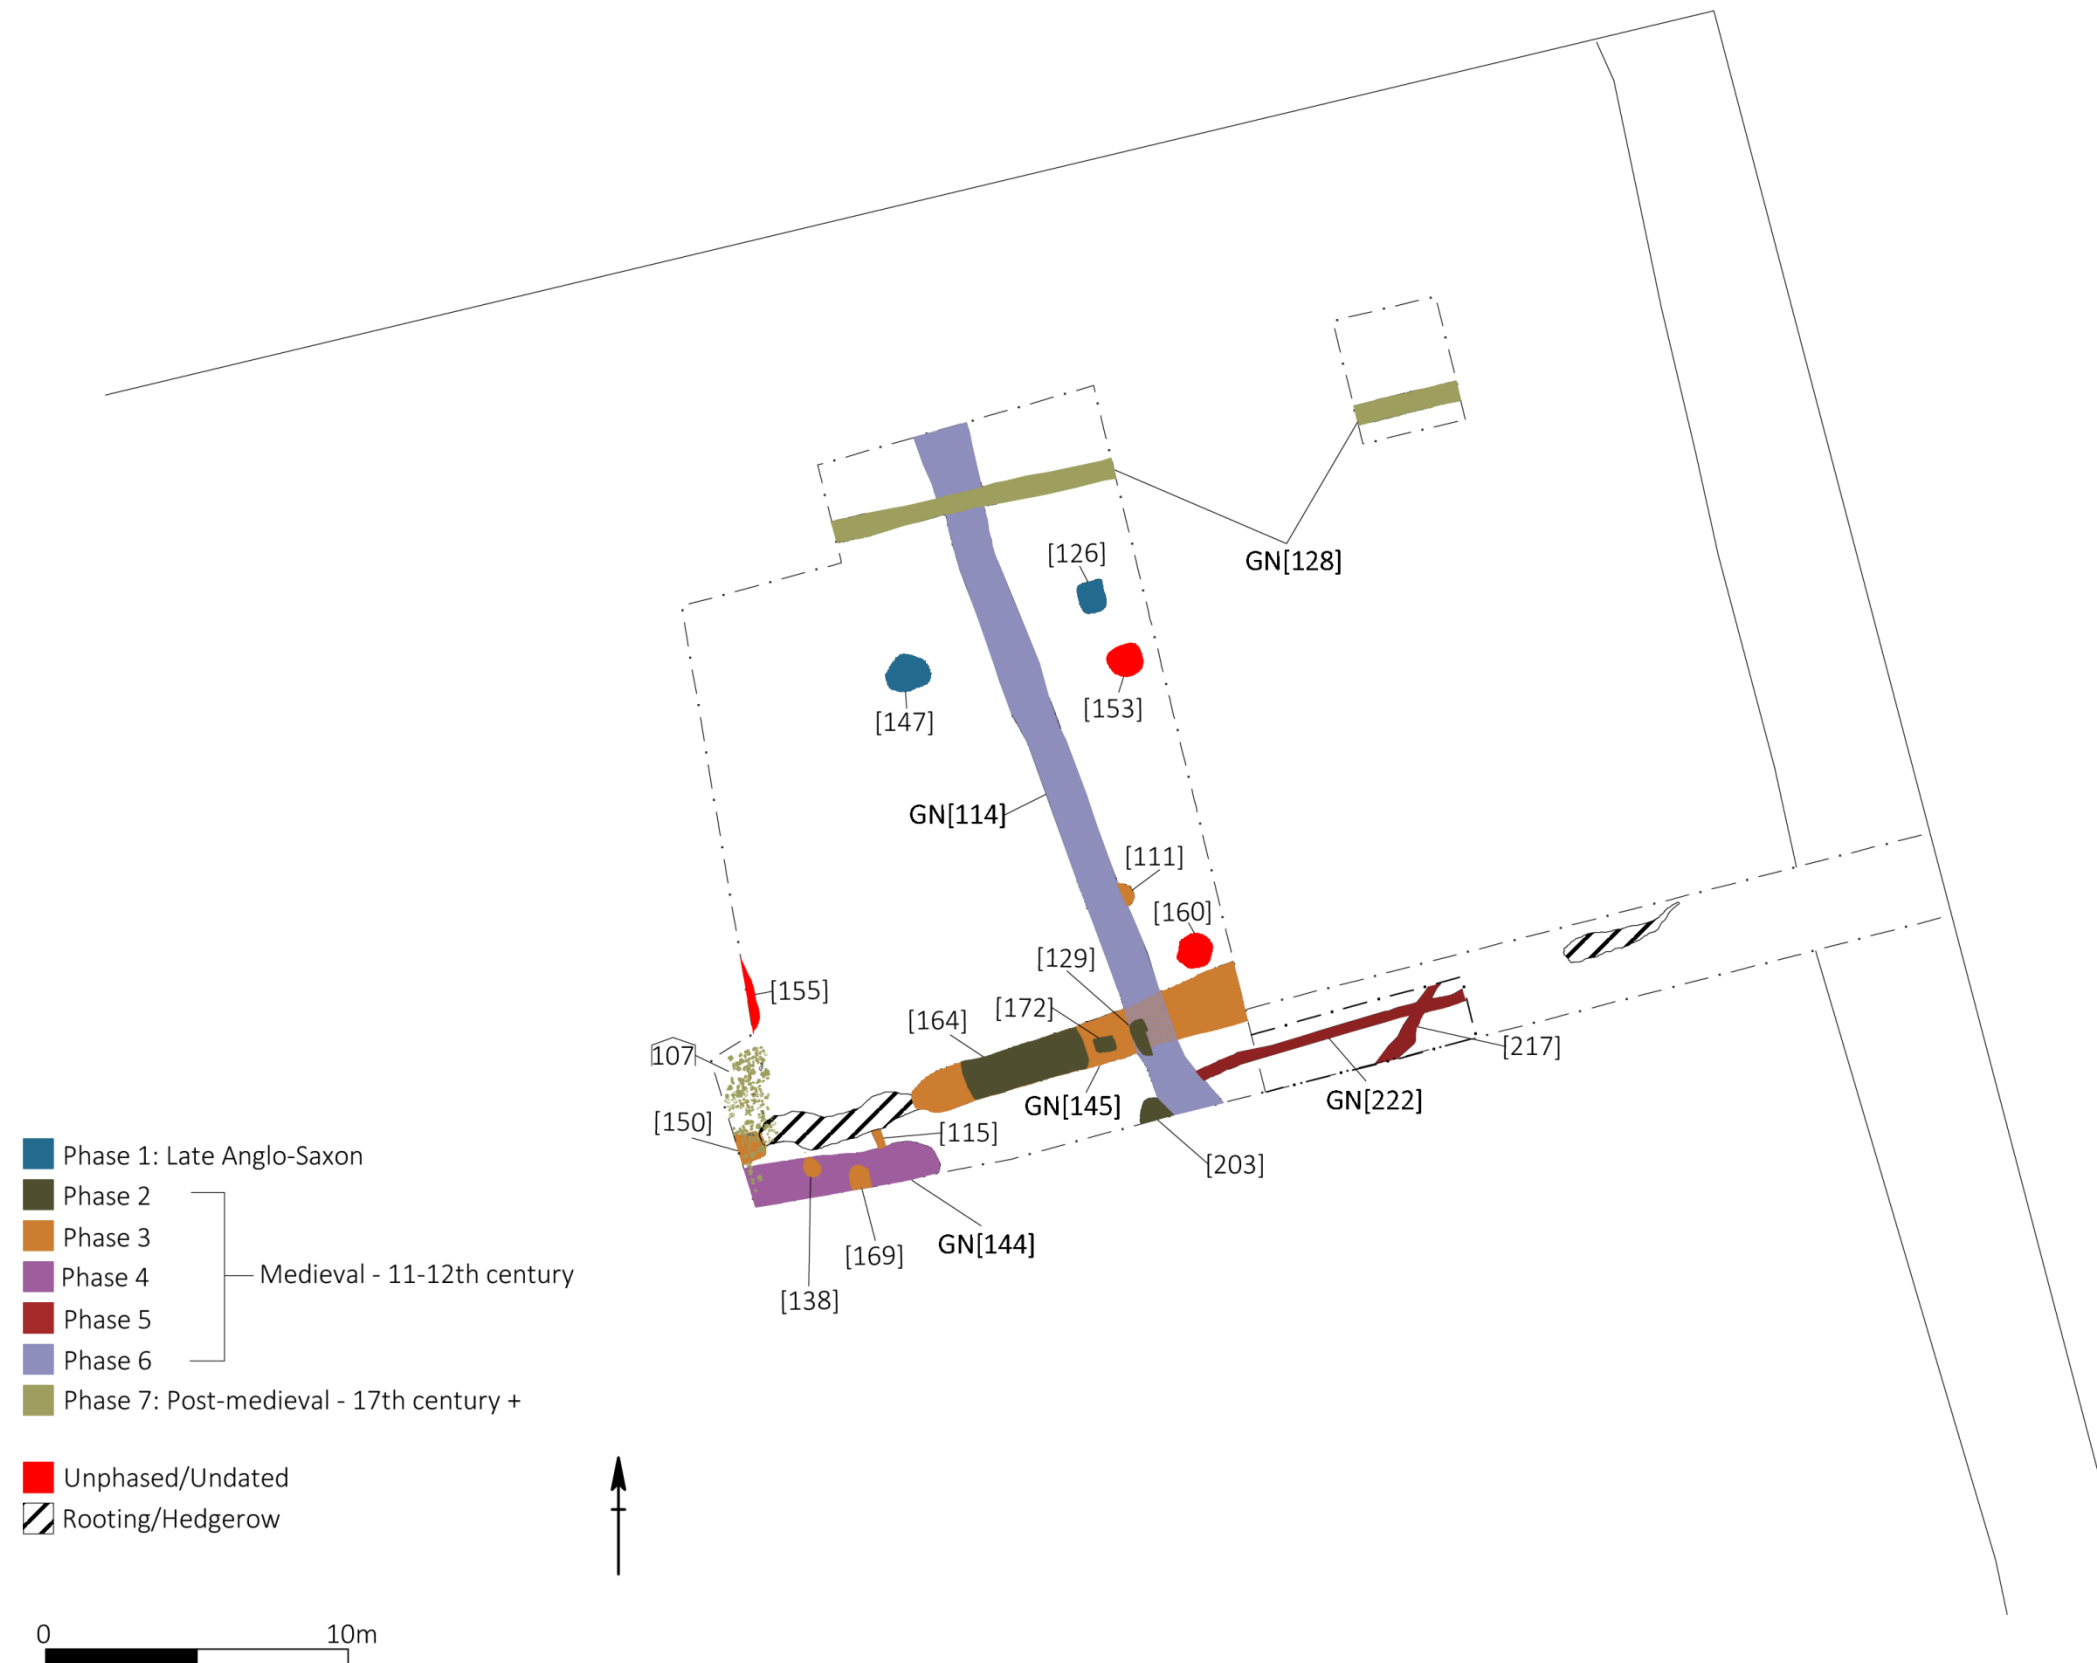 [126]
GN[128]
[153]
[147]
GN[114]
[111]
[160]
[129]
[155]
[172]
[164]
107
[217]
GN[145]
GN[222]
[150]
[115]
[203]
GN[144]
[169]
[138]
Phase 1: Late Anglo-Saxon
Phase 2
Phase 3
Phase 4
Medieval - 11-12th century
Phase 5
Phase 6
Phase 7: Post-medieval - 17th century +
Unphased/Undated
Rooting/Hedgerow
0 10m